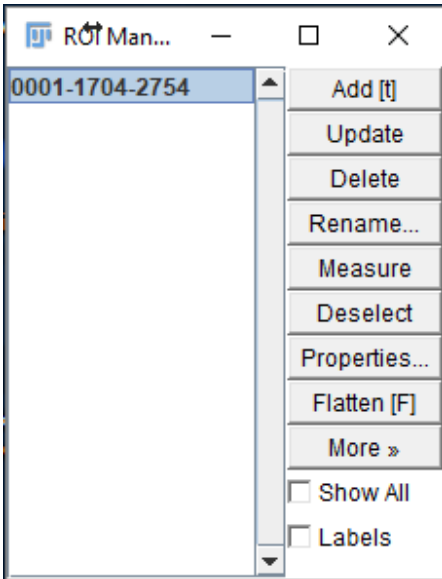 ROI Man...
0001-1704-2754
Add [t]
Update
Delete
Rename...
Measure
Deselect
Properties...
Flatten [F]
More »
Show All
Labels